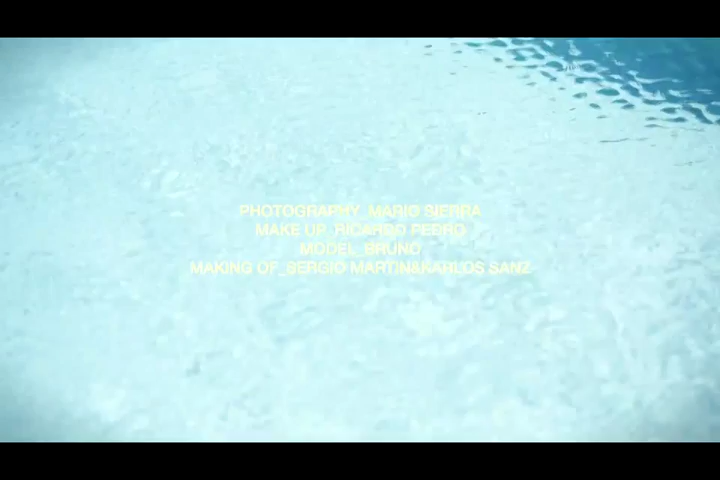 PHOTOGRAPHY_MARIO SIERRA
MAKE UP_RICARDO PEDRO
MODEL_BRUNO
MAKING OF_SERGIO MARTIN&KARLOS SANZ